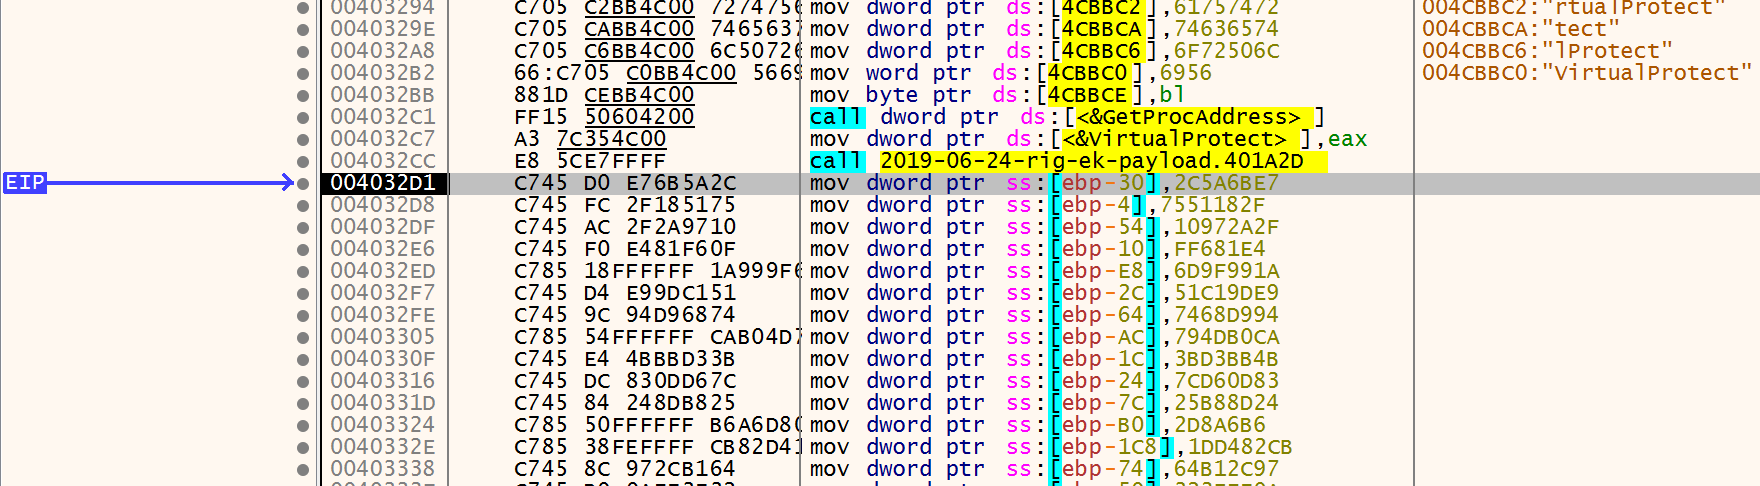 00403294 C705 C2BB4C00 7274756 mov dword ptr ds:[4CBBC2],61757472 004CBBC2:"rtualProtect"
0040329E C705 CABB4C00 7465637 mov dword ptr ds:[4CBBCA],74636574 004CBBCA:"tect"
004032A8 C705 C6BB4C00 6C50726 mov dword ptr ds:[4CBBC6],6F72506C 004CBBC6:"lProtect"
004032B2 66:C705 C0BB4C00 5669 mov word ptr ds:[4CBBC0],6956 004CBBC0:"VirtualProtect"
004032BB 881D CEBB4C00 mov byte ptr ds:[4CBBCE],bl
004032C1 FF15 50604200 call dword ptr ds:[<&GetProcAddress>]
004032C7 A3 7C354C00 mov dword ptr ds:[<&VirtualProtect>],eax
004032CC E8 5CE7FFFF call 2019-06-24-rig-ek-payload.401A2D
EIP 004032D1 C745 D0 E76B5A2C mov dword ptr ss:[ebp-30],2C5A6BE7
004032D8 C745 FC 2F185175 mov dword ptr ss:[ebp-4],7551182F
004032DF C745 AC 2F2A9710 mov dword ptr ss:[ebp-54],10972A2F
004032E6 C745 F0 E481F60F mov dword ptr ss:[ebp-10],FF681E4
004032ED C785 18FFFFFF 1A999F6 mov dword ptr ss:[ebp-E8],6D9F991A
004032F7 C745 D4 E99DC151 mov dword ptr ss:[ebp-2C],51C19DE9
004032FE C745 9C 94D96874 mov dword ptr ss:[ebp-64],7468D994
00403305 C785 54FFFFFF CAB04D7 mov dword ptr ss:[ebp-AC],794DB0CA
0040330F C745 E4 4BBBD33B mov dword ptr ss:[ebp-1C],3BD3BB4B
00403316 C745 DC 830DD67C mov dword ptr ss:[ebp-24],7CD60D83
0040331D C745 84 248DB825 mov dword ptr ss:[ebp-7C],25B88D24
00403324 C785 50FFFFFF B6A6D80 mov dword ptr ss:[ebp-B0],2D8A6B6
0040332E C785 38FEFFFF CB82D41 mov dword ptr ss:[ebp-1C8],1DD482CB
00403338 C745 8C 972CB164 mov dword ptr ss:[ebp-74],64B12C97